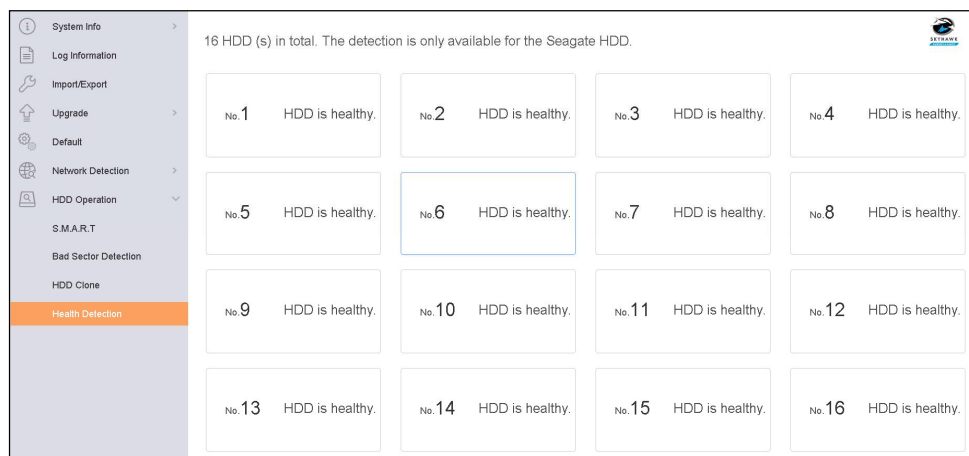 System Info
Log Information
Import/Export
Upgrade
Default
Network Detection
HDD Operation
S.M.A.R.T
Bad Sector Detection
HDD Clone
Health Detection
16 HDD (s) in total. The detection is only available for the Seagate HDD.
SKYHAWK
No.1 HDD is healthy.
No.2 HDD is healthy.
No.3 HDD is healthy.
No.4 HDD is healthy.
No.5 HDD is healthy.
No.6 HDD is healthy.
No.7 HDD is healthy.
No.8 HDD is healthy.
No.9 HDD is healthy.
No.10 HDD is healthy.
No.11 HDD is healthy.
No.12 HDD is healthy.
No.13 HDD is healthy.
No.14 HDD is healthy.
No.15 HDD is healthy.
No.16 HDD is healthy.